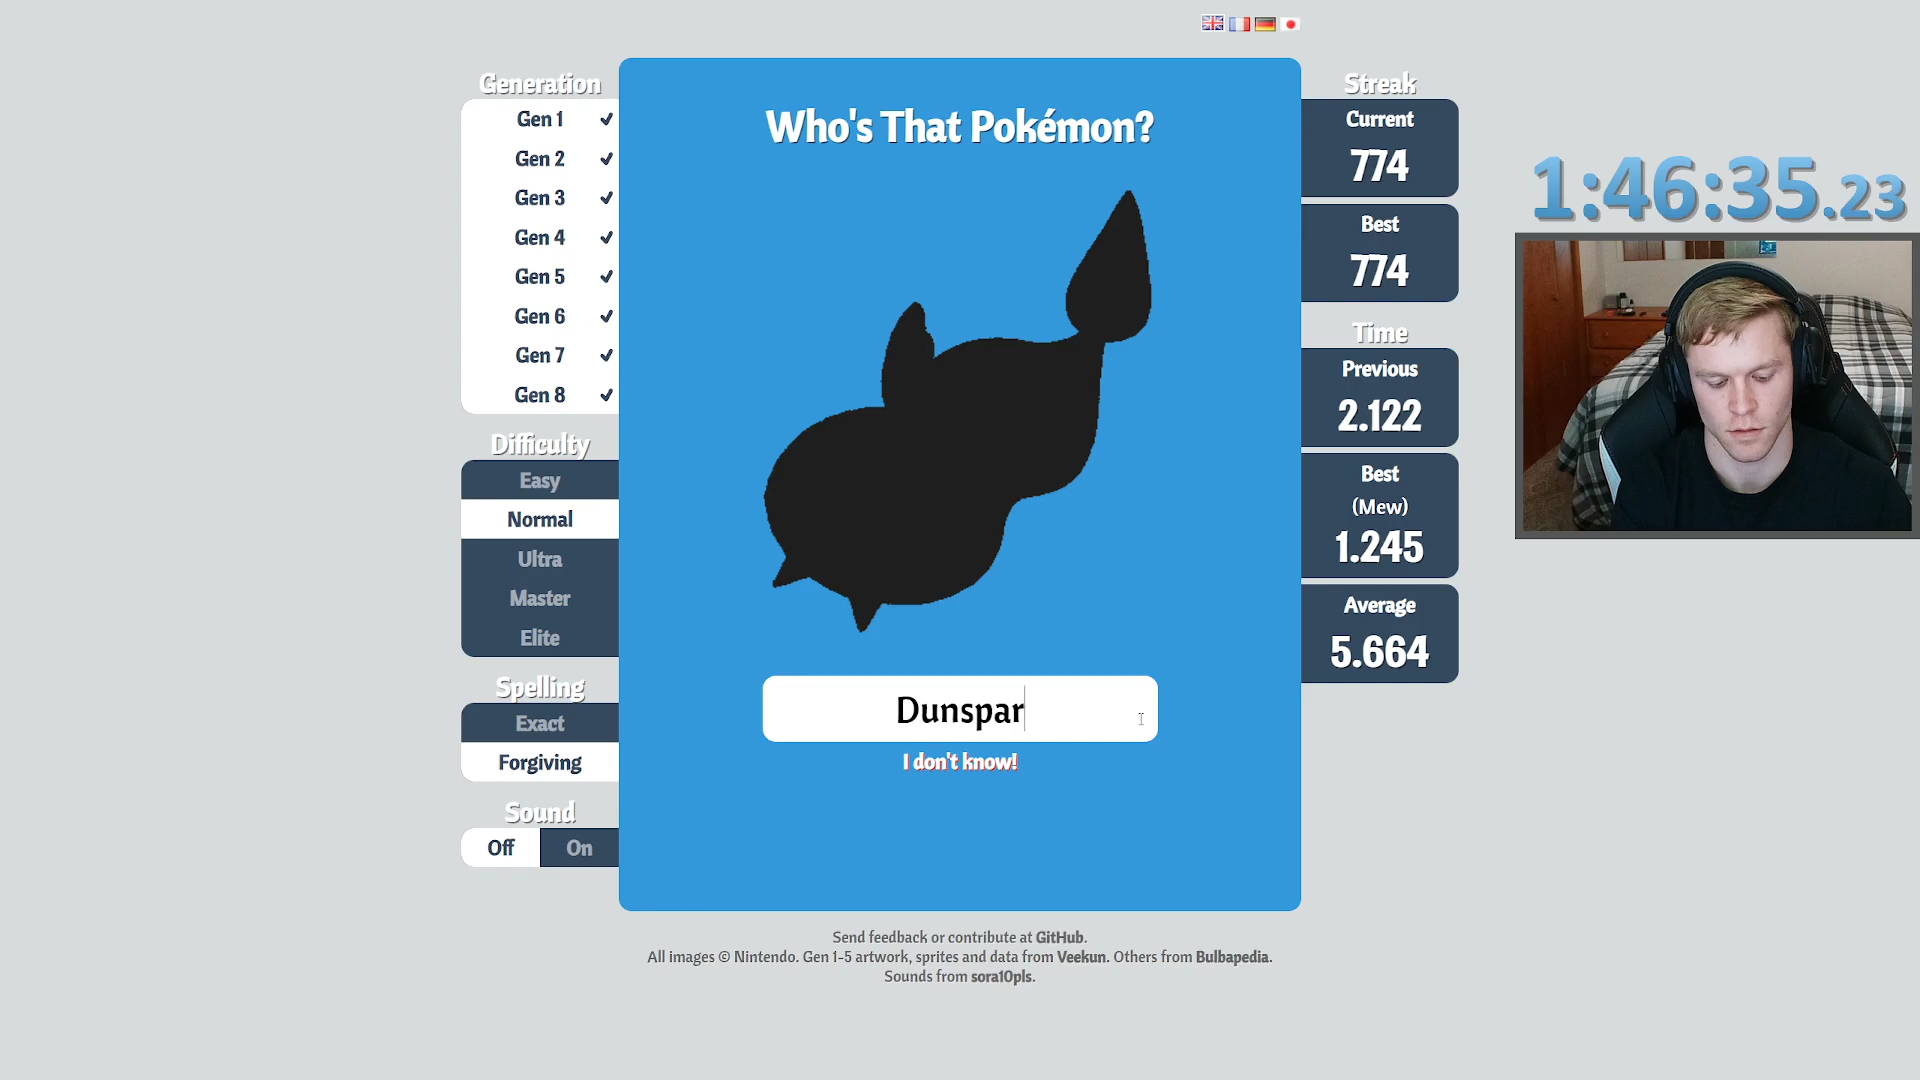 Generation
Gen 1
Gen 2
Gen 3
Gen 4
Gen 5
Gen 6
Gen 7
Gen 8
Difficulty
Easy
Normal
Ultra
Master
Elite
Spelling
Exact
Forgiving
Sound
Off On
Who's That Pokémon?
Dunspar
I don't know!
Streak
Current
774
Best
774
Time
Previous
2.122
Best
(Mew)
1.245
Average
5.664
1:46:35.23
Send feedback or contribute at GitHub.
All images © Nintendo. Gen 1-5 artwork, sprites and data from Veekun. Others from Bulbapedia.
Sounds from sora10pls.